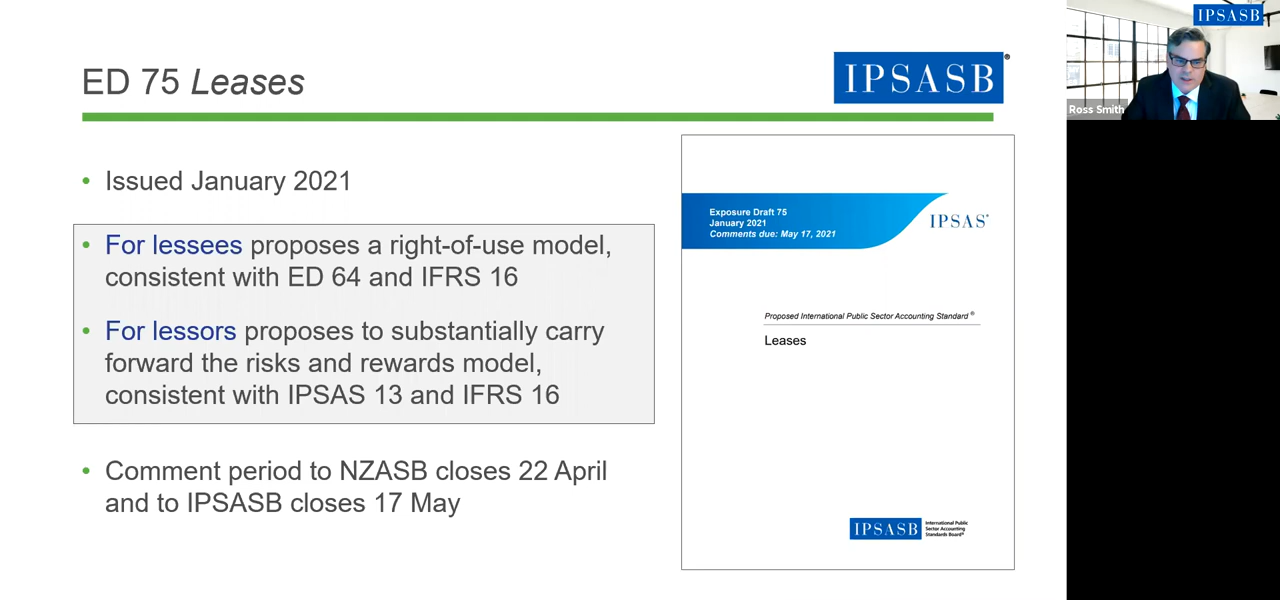 ED 75 Leases
IPSASB®
• Issued January 2021
• For lessees proposes a right-of-use model,
consistent with ED 64 and IFRS 16
• For lessors proposes to substantially carry
forward the risks and rewards model,
consistent with IPSAS 13 and IFRS 16
• Comment period to NZASB closes 22 April
and to IPSASB closes 17 May
Exposure Draft 75
January 2021
Comments due: May 17, 2021
IPSAS®
Proposed International Public Sector Accounting Standard ®
Leases
IPSASB
International Public
Sector Accounting
Standards Board®
IPSASB
Ross Smith